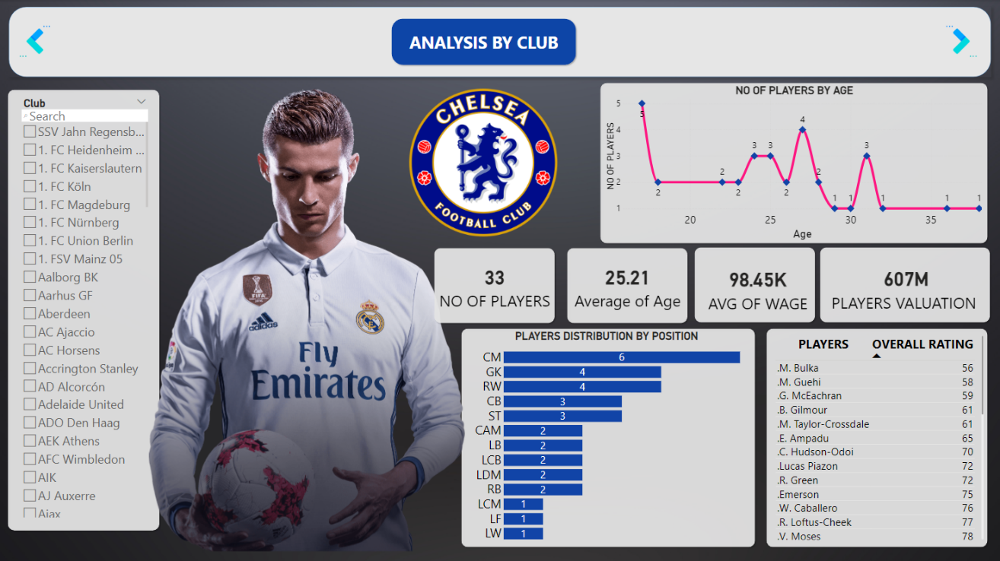 ANALYSIS BY CLUB
Club
Search
SSV Jahn Regensb...
1. FC Heidenheim ...
1. FC Kaiserslautern
1. FC Köln
1. FC Magdeburg
1. FC Nürnberg
1. FC Union Berlin
1. FSV Mainz 05
Aalborg BK
Aarhus GF
Aberdeen
AC Ajaccio
AC Horsens
Accrington Stanley
AD Alcorcón
Adelaide United
ADO Den Haag
AEK Athens
AFC Wimbledon
AIK
AJ Auxerre
Ajax
FIFA
adidas
Fly
Emirates
CHELSEA
FOOTBALL CLUB
NO OF PLAYERS BY AGE
NO OF PLAYERS
5
4
3
2
1
5
2
2
2
3
3
2
4
2
1
1
3
1
1
1
20
25
30
35
Age
33
NO OF PLAYERS
25.21
Average of Age
98.45K
AVG OF WAGE
607M
PLAYERS VALUATION
PLAYERS DISTRIBUTION BY POSITION
CM 6
GK 4
RW 4
CB 3
ST 3
CAM 2
LB 2
LCB 2
LDM 2
RB 2
LCM 1
LF 1
LW 1
PLAYERS OVERALL RATING
.M. Bulka 56
.M. Guehi 58
.G. McEachran 59
.B. Gilmour 61
.M. Taylor-Crossdale 61
.E. Ampadu 65
.C. Hudson-Odoi 70
.Lucas Piazon 72
.R. Green 72
.Emerson 75
.W. Caballero 76
.R. Loftus-Cheek 77
.V. Moses 78